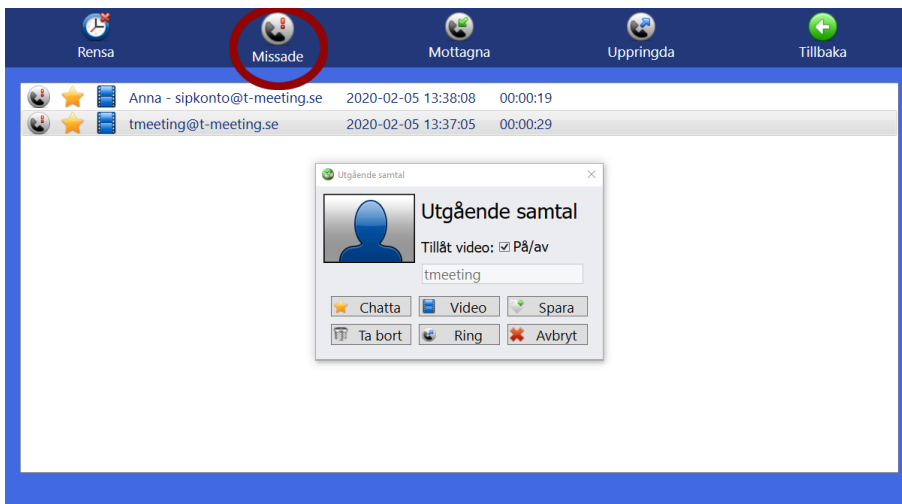 Rensa Missade Mottagna Uppringda Tillbaka
Anna - sipkonto@t-meeting.se 2020-02-05 13:38:08 00:00:19
tmeeting@t-meeting.se 2020-02-05 13:37:05 00:00:29
Utgående samtal
Utgående samtal
Tillåt video: På/av
tmeeting
Chatta Video Spara
Ta bort Ring Avbryt